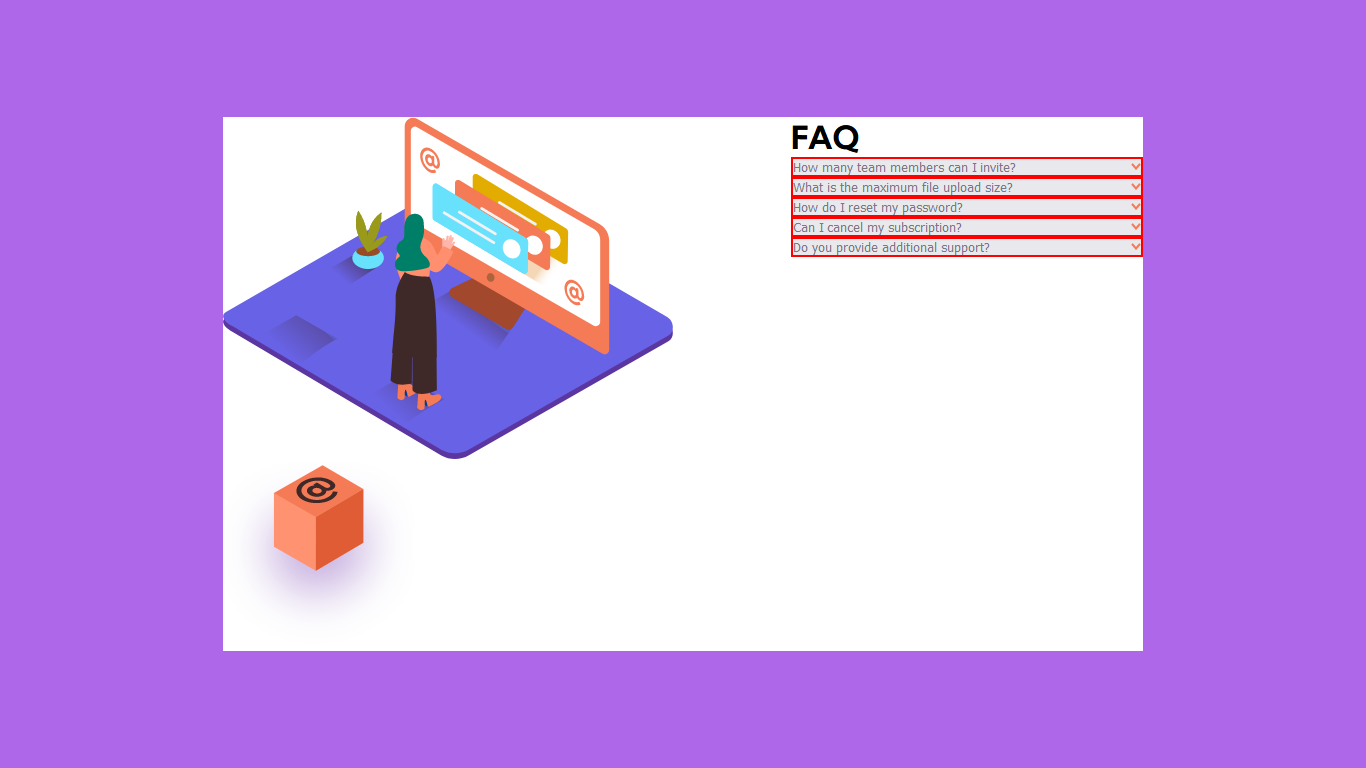 @
@
@
FAQ
How many team members can I invite?
What is the maximum file upload size?
How do I reset my password?
Can I cancel my subscription?
Do you provide additional support?